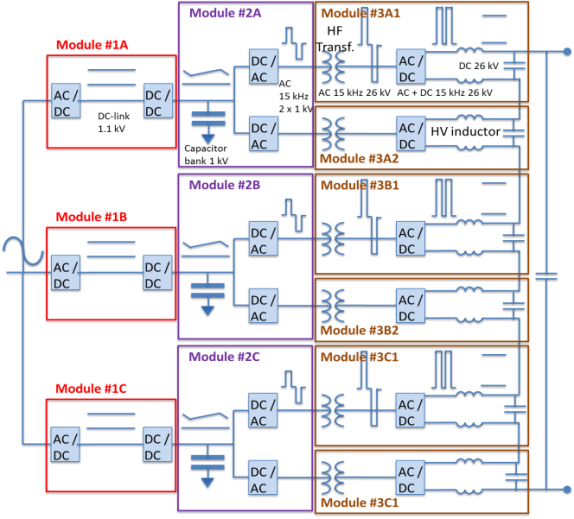 Module #2A
Module #3A1
HF
Transf.
Module #1A
DC /
AC
AC /
DC
DC 26 kV
AC
15 kHz
2 x 1 kV
AC 15 kHz 26 kV
AC + DC 15 kHz 26 kV
AC /
DC
DC-link
1.1 kV
DC/
DC
Capacitor
bank 1 kV
DC /
AC
AC /
DC
HV inductor
Module #3A2
Module #2B
Module #3B1
Module #1B
DC /
AC
AC /
DC
AC /
DC
DC /
DC
DC /
AC
AC /
DC
Module #3B2
Module #2C
Module #3C1
Module #1C
DC /
AC
AC /
DC
AC /
DC
DC /
DC
DC /
AC
AC /
DC
Module #3C1